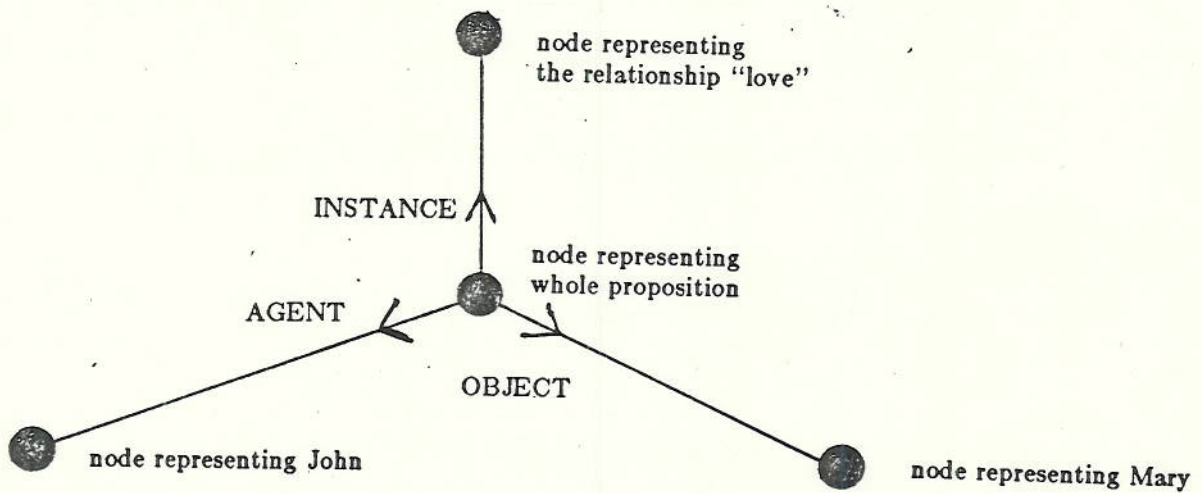 node representing
the relationship "love"
INSTANCE
node representing
whole proposition
AGENT
OBJECT
node representing John
node representing Mary